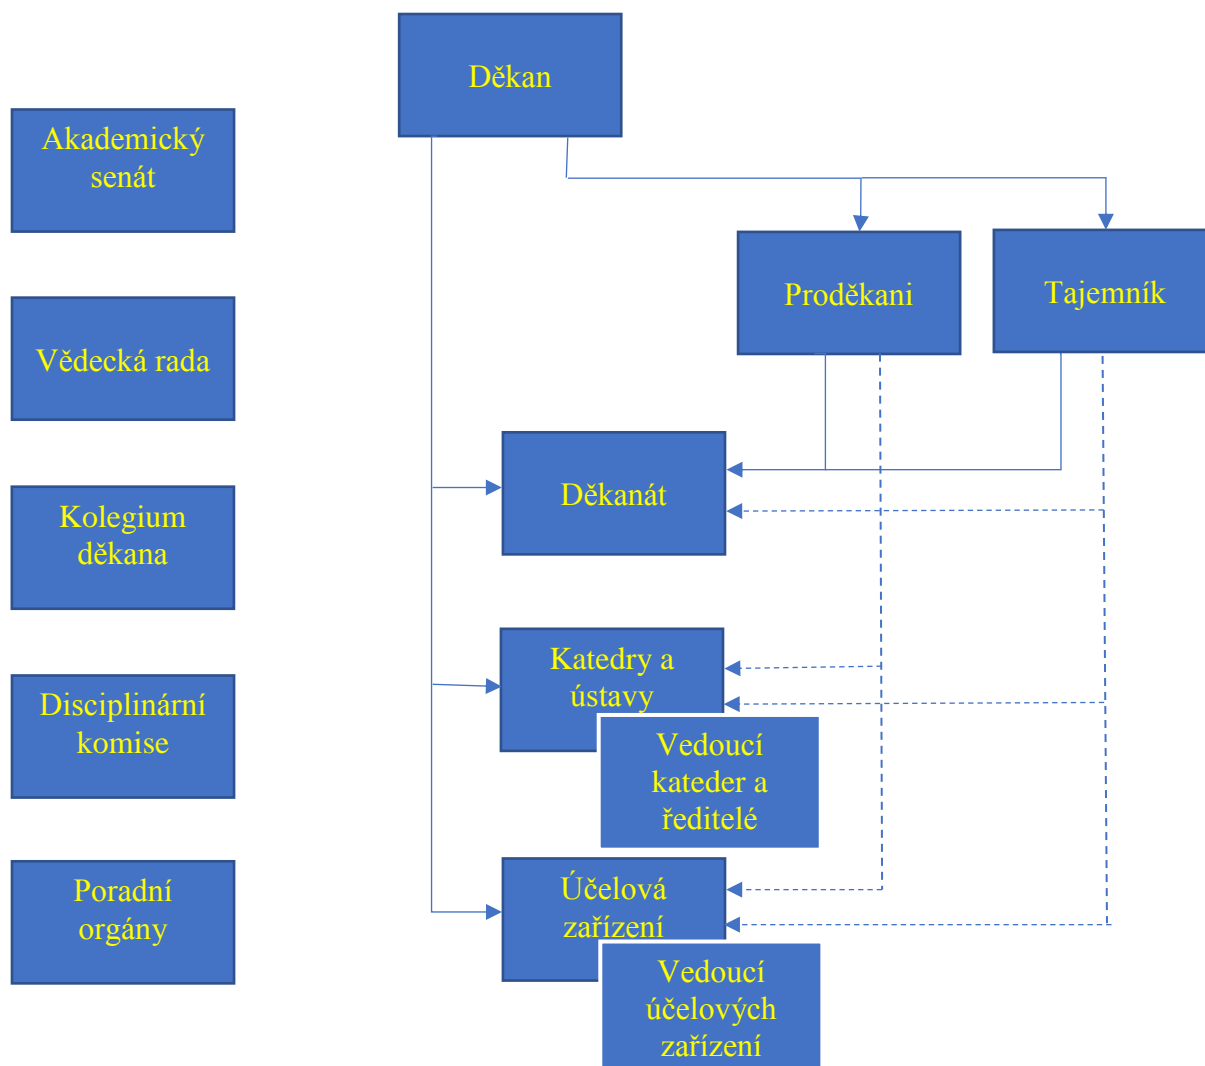 Děkan
Akademický
senát
Proděkani
Tajemník
Vědecká rada
Děkanát
Kolegium
děkana
Katedry a
ústavy
Vedoucí
kateder a
ředitelé
Disciplinární
komise
Účelová
zařízení
Vedoucí
účelových
zařízení
Poradní
orgány